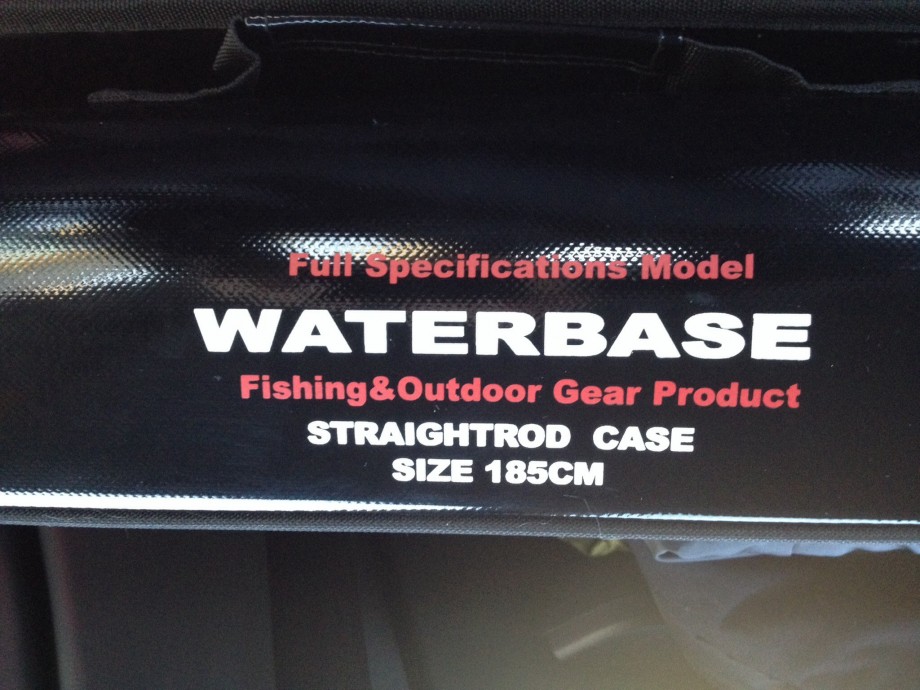 Full Specifications Model
WATERBASE
Fishing&Outdoor Gear Product
STRAIGHTROD CASE
SIZE 185CM